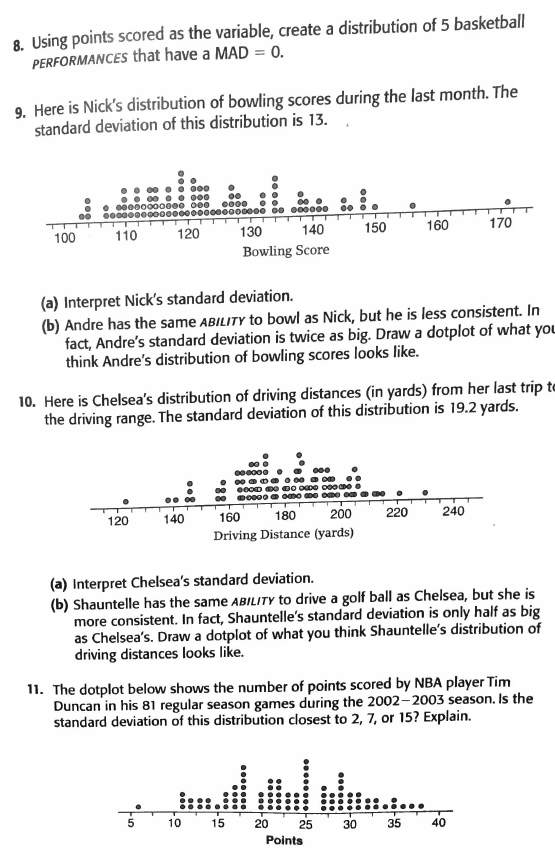 8. Using points scored as the variable, create a distribution of 5 basketball
PERFORMANCES that have a MAD = 0.
9. Here is Nick's distribution of bowling scores during the last month. The
standard deviation of this distribution is 13.
100 110 120 130 140 150 160 170
Bowling Score
(a) Interpret Nick's standard deviation.
(b) Andre has the same ABILITY to bowl as Nick, but he is less consistent. In
fact, Andre's standard deviation is twice as big. Draw a dotplot of what you
think Andre's distribution of bowling scores looks like.
10. Here is Chelsea's distribution of driving distances (in yards) from her last trip to
the driving range. The standard deviation of this distribution is 19.2 yards.
120 140 160 180 200 220 240
Driving Distance (yards)
(a) Interpret Chelsea's standard deviation.
(b) Shauntelle has the same ABILITY to drive a golf ball as Chelsea, but she is
more consistent. In fact, Shauntelle's standard deviation is only half as big
as Chelsea's. Draw a dotplot of what you think Shauntelle's distribution of
driving distances looks like.
11. The dotplot below shows the number of points scored by NBA player Tim
Duncan in his 81 regular season games during the 2002–2003 season. Is the
standard deviation of this distribution closest to 2, 7, or 15? Explain.
5 10 15 20 25 30 35 40
Points